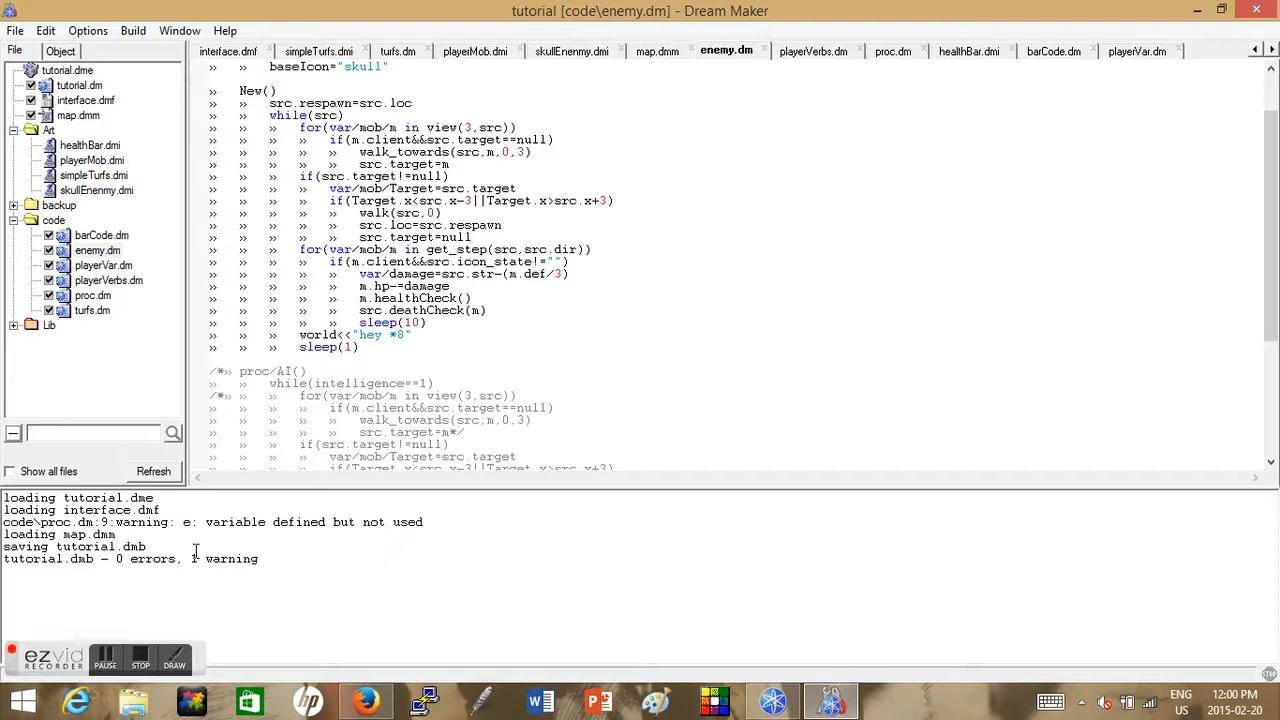 tutorial [code\enemy.dm] - Dream Maker
File Edit Options Build Window Help
File Object
interface.dmf simpleTurfs.dmi turfs.dm playerMob.dmi skullEnenmy.dmi map.dmm enemy.dm playerVerbs.dm proc.dm healthBar.dmi barCode.dm playerVar.dm
tutorial.dme
tutorial.dm
interface.dmf
map.dmm
Art
healthBar.dmi
playerMob.dmi
simpleTurfs.dmi
skullEnenmy.dmi
backup
code
barCode.dm
enemy.dm
playerVar.dm
playerVerbs.dm
proc.dm
turfs.dm
Lib
Show all files Refresh
» » baseIcon="skull"
» New()
» » src.respawn=src.loc
» » while(src)
» » » for(var/mob/m in view(3,src))
» » » » if(m.client&&src.target==null)
» » » » » walk_towards(src,m,0,3)
» » » » » src.target=m
» » » if(src.target!=null)
» » » » var/mob/Target=src.target
» » » » if(Target.x<src.x-3||Target.x>src.x+3)
» » » » » walk(src,0)
» » » » » src.loc=src.respawn
» » » » » src.target=null
» » » for(var/mob/m in get_step(src,src.dir))
» » » » if(m.client&&src.icon_state!="")
» » » » » var/damage=src.str-(m.def/3)
» » » » » m.hp-=damage
» » » » » m.healthCheck()
» » » » » src.deathCheck(m)
» » » » » sleep(10)
» » » world<<"hey *8"
» » » sleep(1)
/*» proc/AI()
» » while(intelligence==1)
/*» » » for(var/mob/m in view(3,src))
» » » » if(m.client&&src.target==null)
» » » » » walk_towards(src,m,0,3)
» » » » » src.target=m*/
» » » if(src.target!=null)
» » » » var/mob/Target=src.target
» » » » if(Target.x<src.x-3||Target.x>src.x+3)
loading tutorial.dme
loading interface.dmf
code\proc.dm:9:warning: e: variable defined but not used
loading map.dmm
saving tutorial.dmb
tutorial.dmb - 0 errors, 1 warning
ezvid
RECORDER
PAUSE STOP DRAW
ENG
US
12:00 PM
2015-02-20